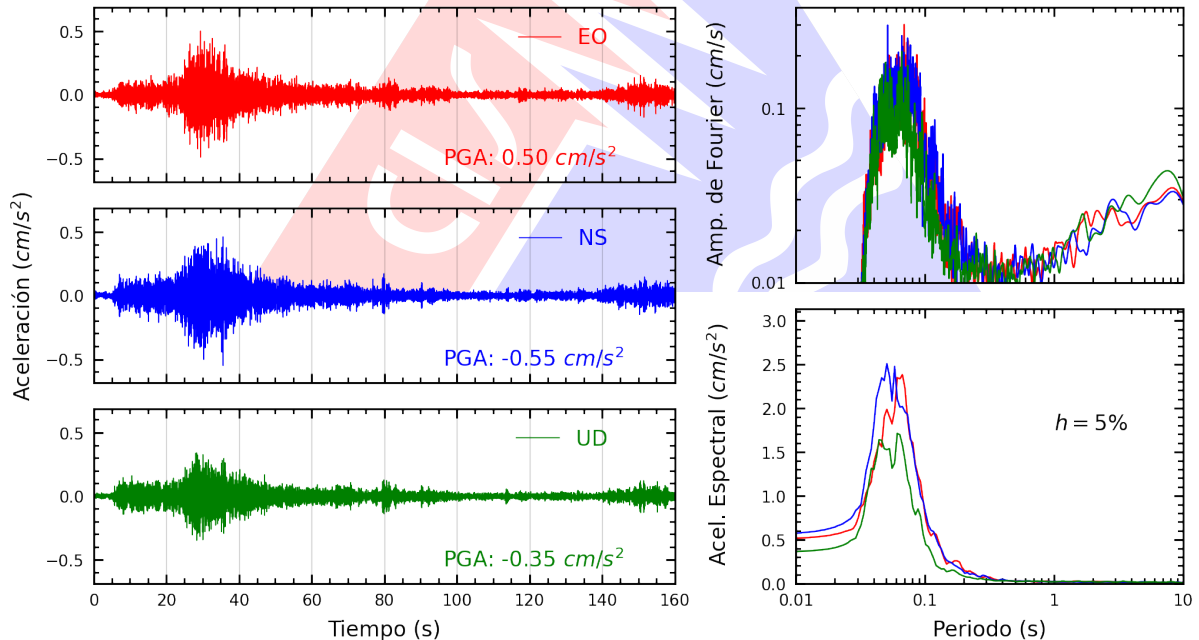 Aceleración (cm/s²)
0.5
0.0
−0.5
EO
PGA: 0.50 cm/s²
0.5
0.0
−0.5
NS
PGA: -0.55 cm/s²
0.5
0.0
−0.5
UD
PGA: -0.35 cm/s²
0 20 40 60 80 100 120 140 160
Tiempo (s)
Amp. de Fourier (cm/s)
0.1
0.01
Acel. Espectral (cm/s²)
3.0
2.5
2.0
1.5
1.0
0.5
0.0
h = 5%
0.01 0.1 1 10
Periodo (s)